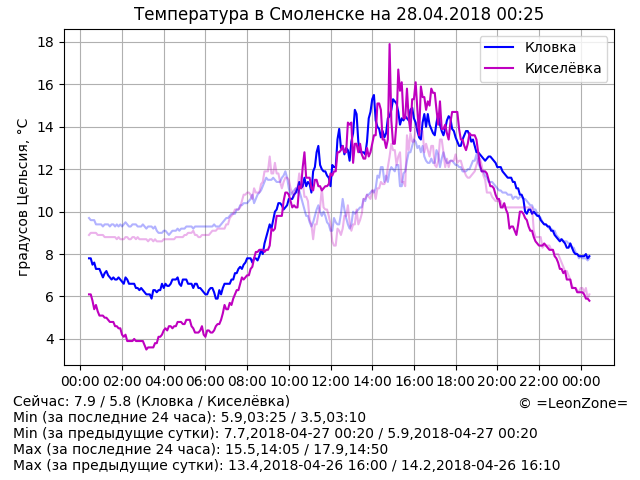 Температура в Смоленске на 28.04.2018 00:25
Кловка
Киселёвка
градусов Цельсия, °C
18
16
14
12
10
8
6
4
00:00 02:00 04:00 06:00 08:00 10:00 12:00 14:00 16:00 18:00 20:00 22:00 00:00
Сейчас: 7.9 / 5.8 (Кловка / Киселёвка)
© =LeonZone=
Min (за последние 24 часа): 5.9,03:25 / 3.5,03:10
Min (за предыдущие сутки): 7.7,2018-04-27 00:20 / 5.9,2018-04-27 00:20
Max (за последние 24 часа): 15.5,14:05 / 17.9,14:50
Max (за предыдущие сутки): 13.4,2018-04-26 16:00 / 14.2,2018-04-26 16:10